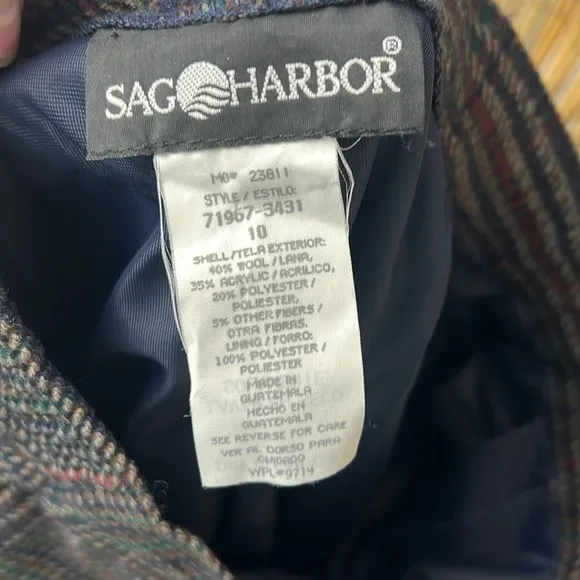 SAG HARBOR ®
MO# 23811
STYLE / ESTILO:
71967-3431
10
SHELL / TELA EXTERIOR:
40% WOOL / LANA,
35% ACRYLIC / ACRILICO,
20% POLYESTER /
POLIESTER,
5% OTHER FIBERS /
OTRA FIBRAS.
LINING / FORRO:
100% POLYESTER /
POLIESTER
MADE IN
GUATEMALA
HECHO EN
GUATEMALA
SEE REVERSE FOR CARE
VER AL DORSO PARA
CUIDADO
WPL#9714